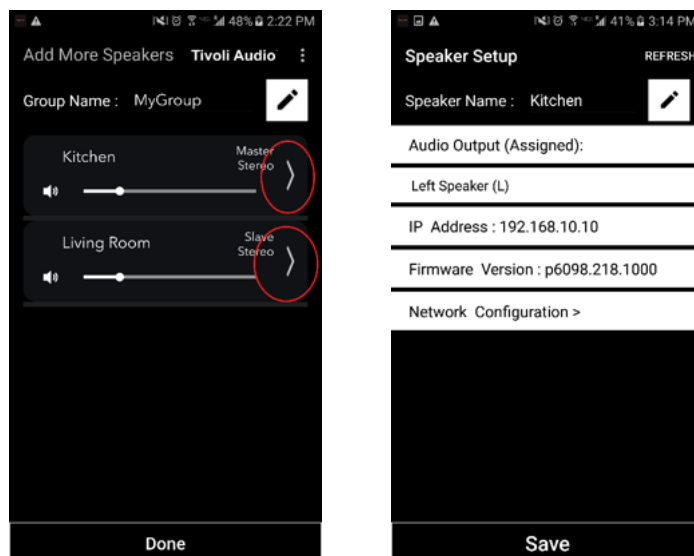 48% 2:22 PM
Add More Speakers Tivoli Audio
Group Name : MyGroup
Kitchen
Master
Stereo
Living Room
Slave
Stereo
Done
41% 3:14 PM
Speaker Setup REFRESH
Speaker Name : Kitchen
Audio Output (Assigned):
Left Speaker (L)
IP Address : 192.168.10.10
Firmware Version : p6098.218.1000
Network Configuration >
Save